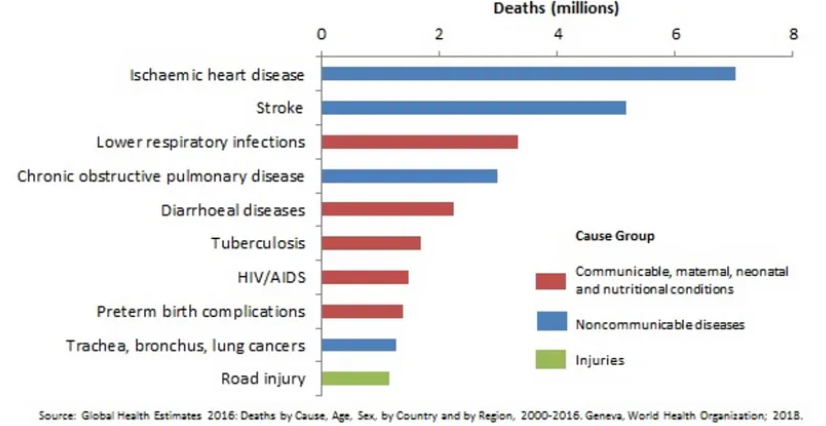 Deaths (millions)
0 2 4 6 8
Ischaemic heart disease
Stroke
Lower respiratory infections
Chronic obstructive pulmonary disease
Diarrhoeal diseases
Tuberculosis
HIV/AIDS
Preterm birth complications
Trachea, bronchus, lung cancers
Road injury
Cause Group
Communicable, maternal, neonatal
and nutritional conditions
Noncommunicable diseases
Injuries
Source: Global Health Estimates 2016: Deaths by Cause, Age, Sex, by Country and by Region, 2000-2016. Geneva, World Health Organization; 2018.